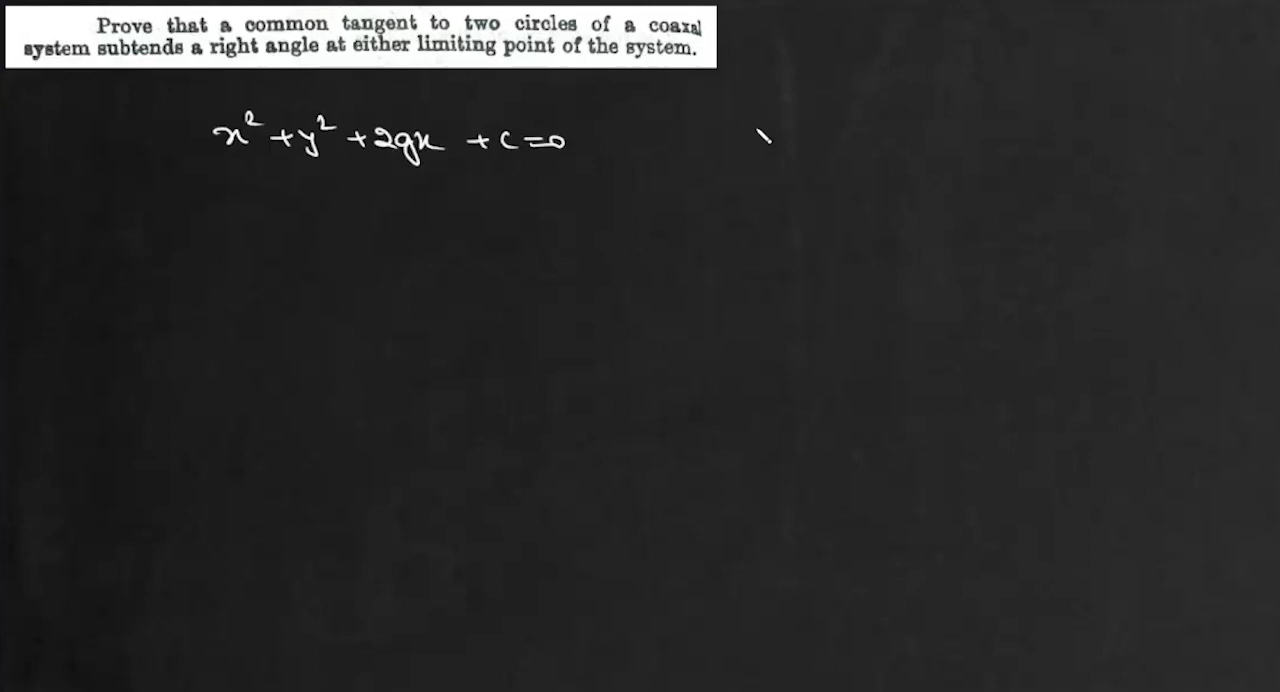 Prove that a common tangent to two circles of a coaxal
system subtends a right angle at either limiting point of the system.
x² + y² + 2gx + c = 0